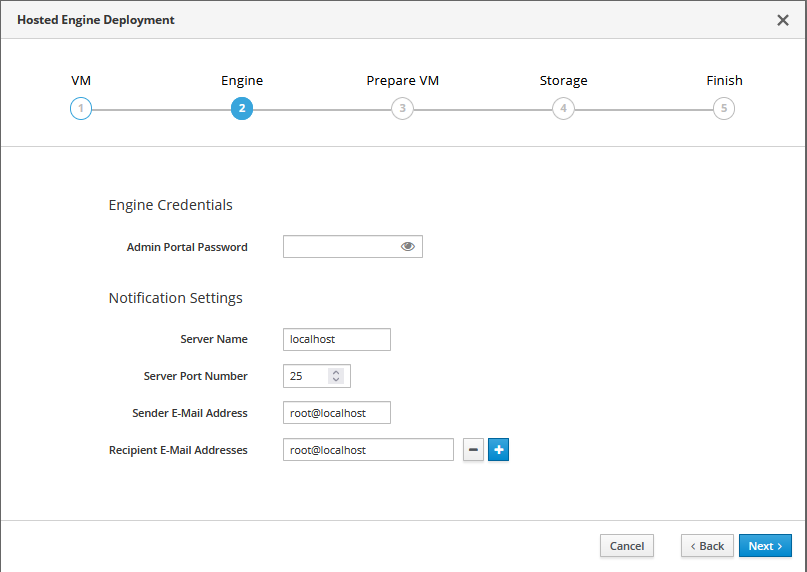 Hosted Engine Deployment
VM Engine Prepare VM Storage Finish
1 2 3 4 5
Engine Credentials
Admin Portal Password
Notification Settings
Server Name localhost
Server Port Number 25
Sender E-Mail Address root@localhost
Recipient E-Mail Addresses root@localhost
Cancel Back Next